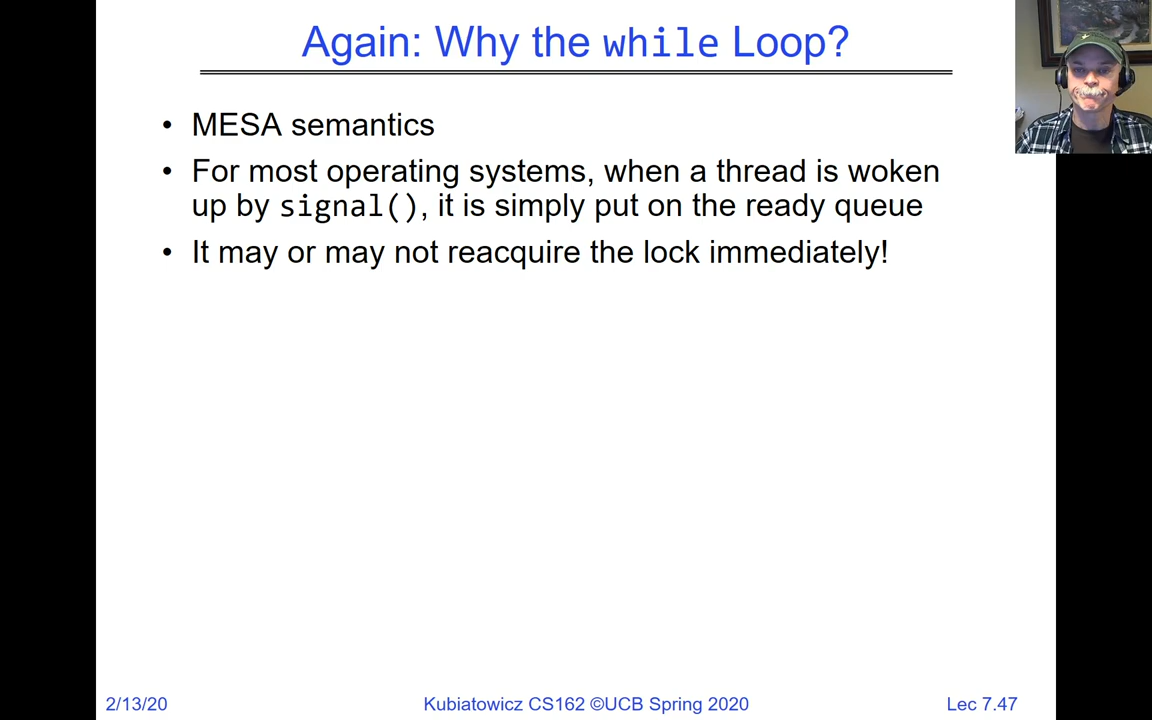 Again: Why the while Loop?
• MESA semantics
• For most operating systems, when a thread is woken
up by signal(), it is simply put on the ready queue
• It may or may not reacquire the lock immediately!
2/13/20 Kubiatowicz CS162 ©UCB Spring 2020 Lec 7.47